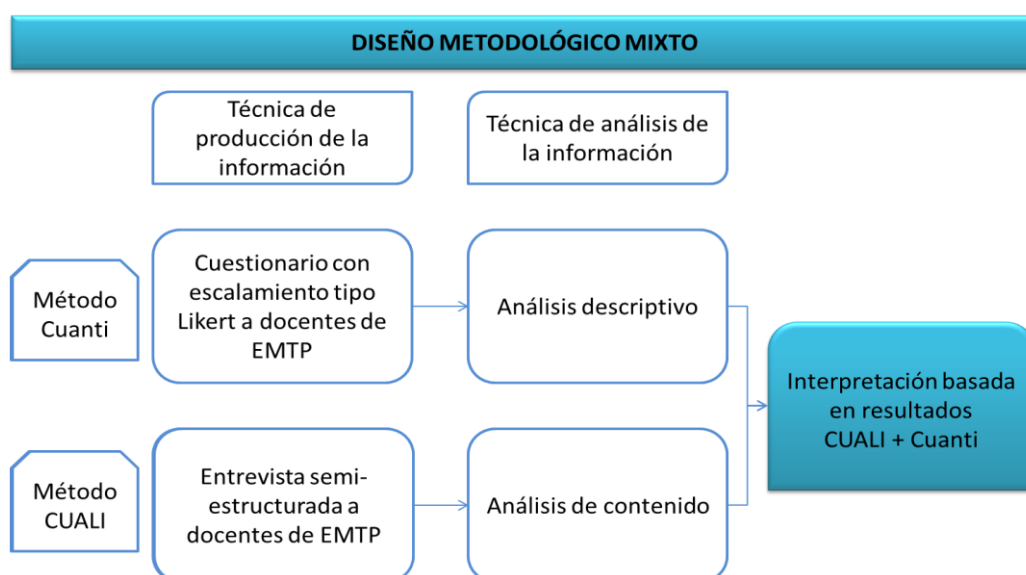 DISEÑO METODOLÓGICO MIXTO
Técnica de
producción de la
información
Técnica de análisis de
la información
Método
Cuanti
Cuestionario con
escalamiento tipo
Likert a docentes de
EMTP
Análisis descriptivo
Interpretación basada
en resultados
CUALI + Cuanti
Método
CUALI
Entrevista semi-
estructurada a
docentes de EMTP
Análisis de contenido